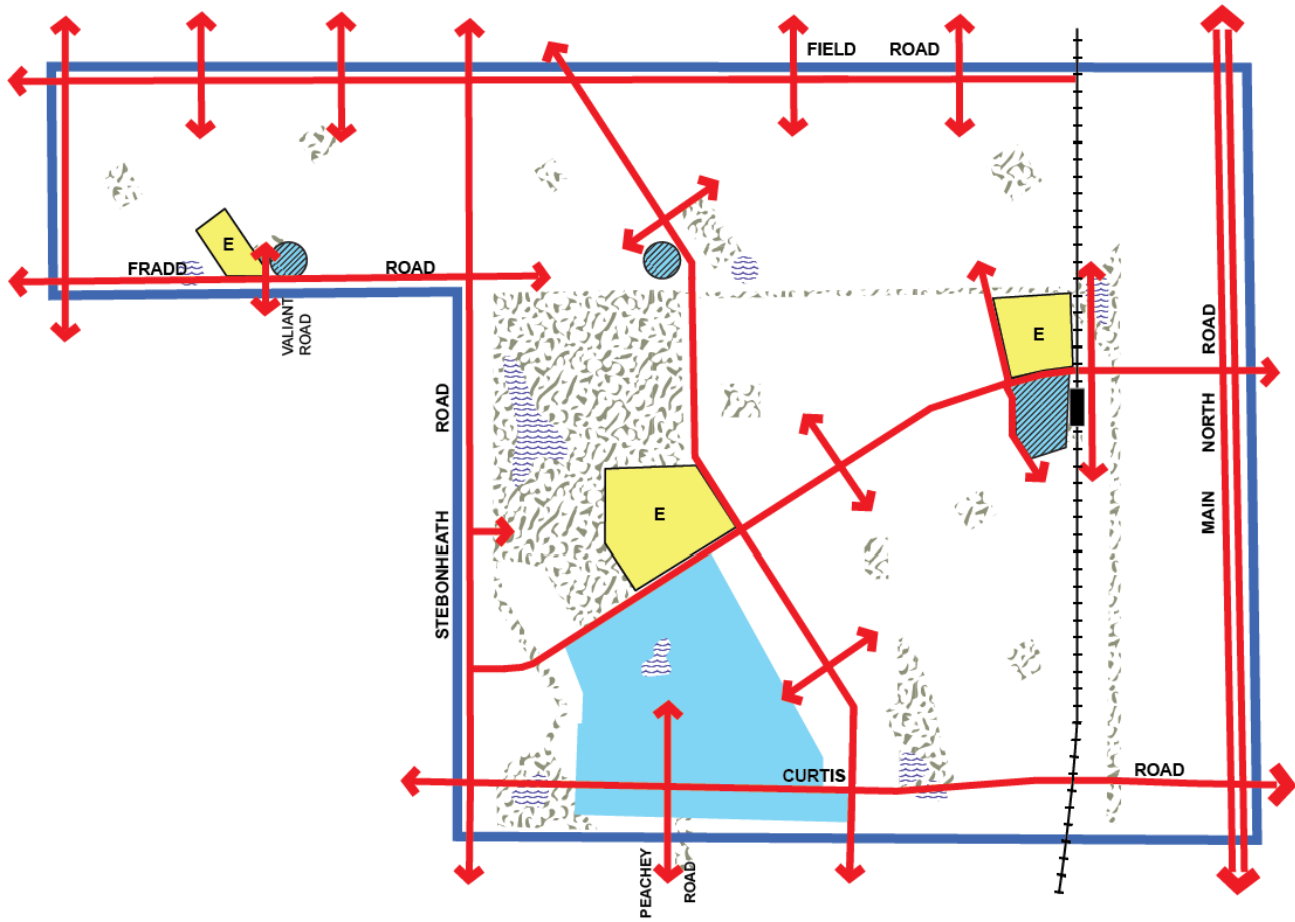 FIELD ROAD
E
FRADD ROAD
VALIANT
ROAD
E
STEBONHEATH ROAD
MAIN NORTH ROAD
E
CURTIS ROAD
PEACHEY
ROAD